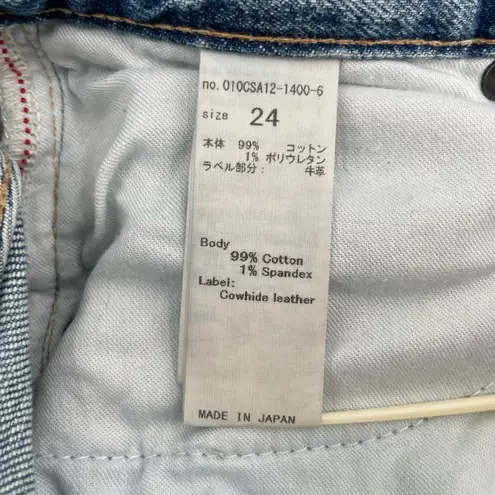 no.010CSA12-1400-6
size 24
本体 99% コットン
1% ポリウレタン
ラベル部分： 牛革
Body
99% Cotton
1% Spandex
Label:
Cowhide leather
MADE IN JAPAN